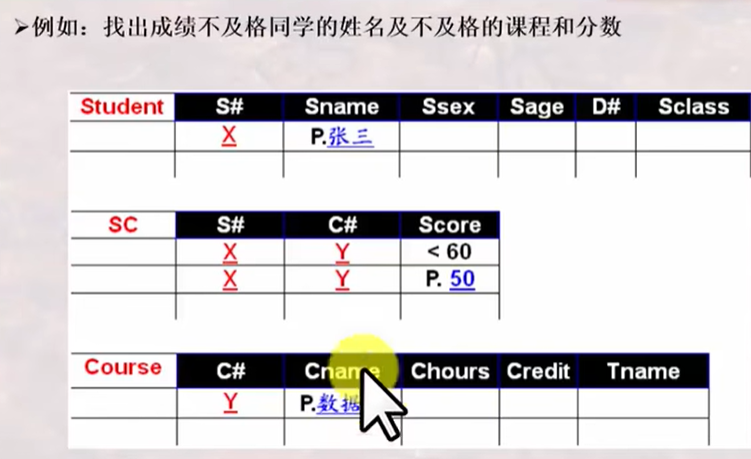 ➢例如：找出成绩不及格同学的姓名及不及格的课程和分数
Student S# Sname Ssex Sage D# Sclass
X P.张三
SC S# C# Score
X Y < 60
X Y P. 50
Course C# Cname Chours Credit Tname
Y P.数据